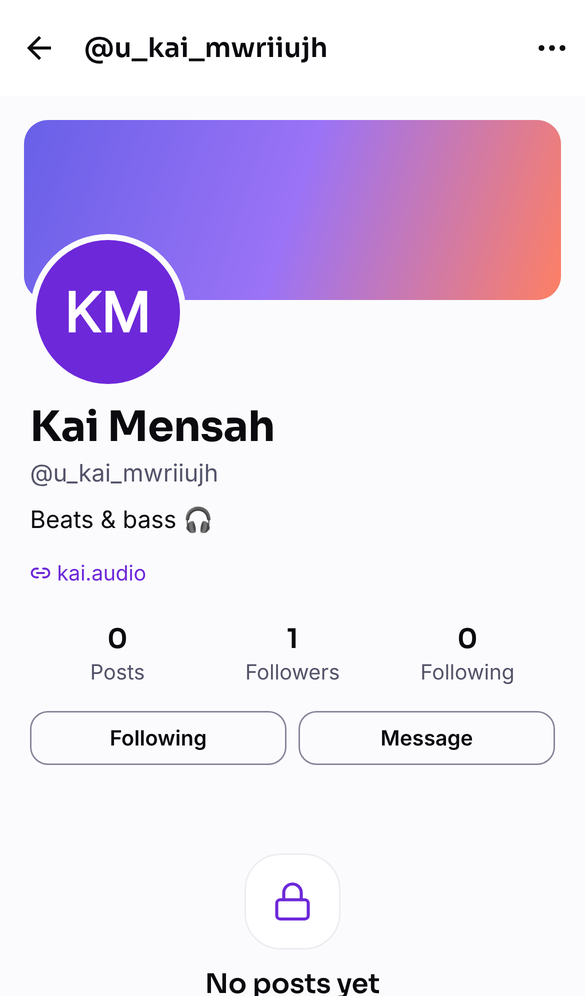 @u_kai_mwriiujh
KM
Kai Mensah
@u_kai_mwriiujh
Beats & bass 🎧
kai.audio
0 1 0
Posts Followers Following
Following Message
No posts yet